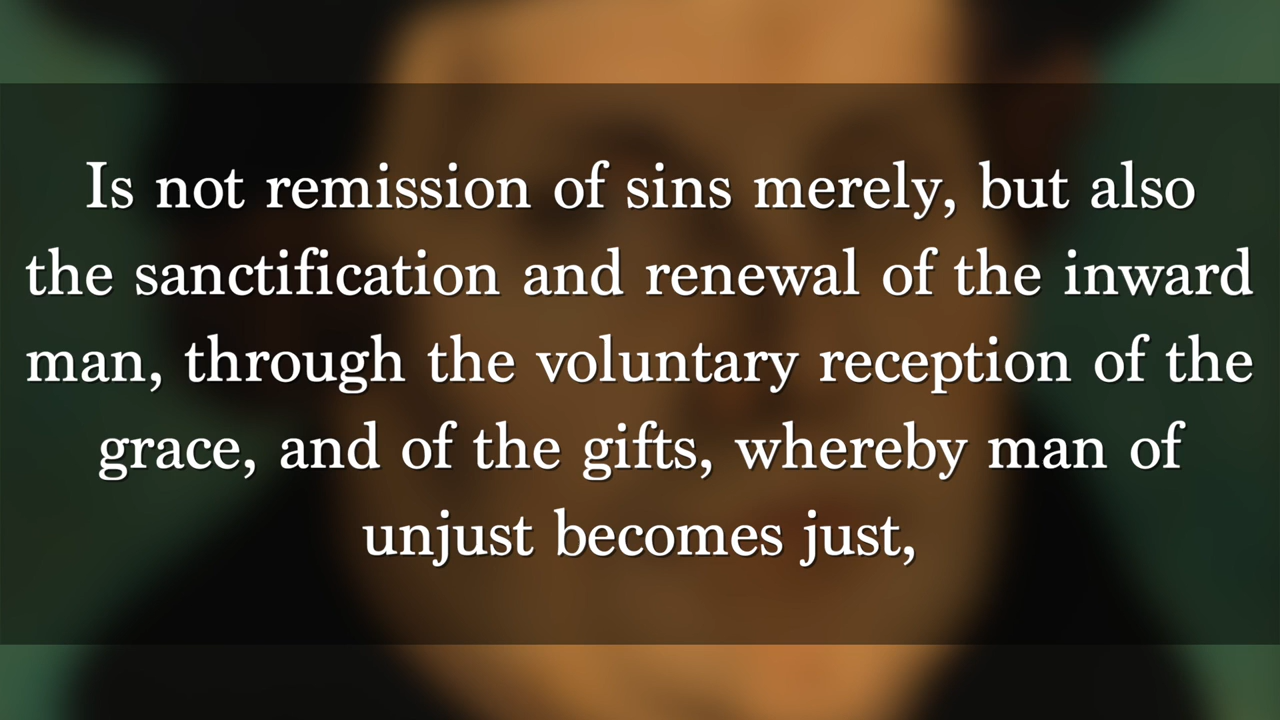 Is not remission of sins merely, but also
the sanctification and renewal of the inward
man, through the voluntary reception of the
grace, and of the gifts, whereby man of
unjust becomes just,